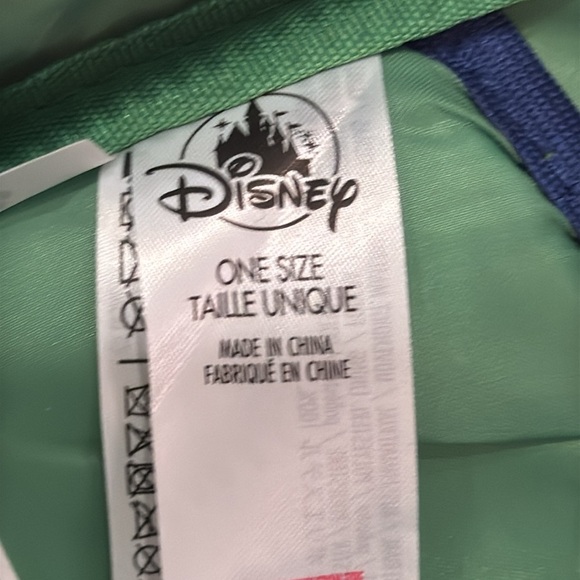 Disney
ONE SIZE
TAILLE UNIQUE
MADE IN CHINA
FABRIQUÉ EN CHINE